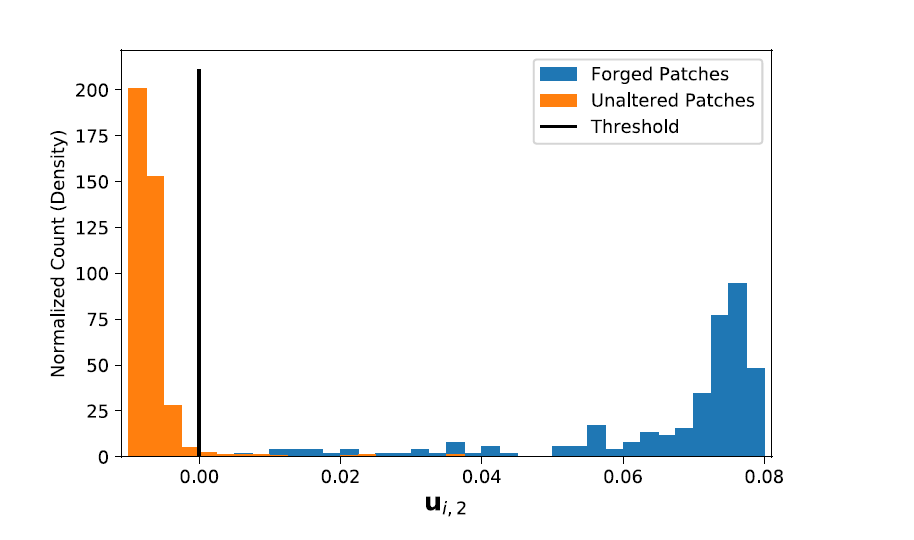 Forged Patches
Unaltered Patches
Threshold
Normalized Count (Density)
200
175
150
125
100
75
50
25
0
0.00 0.02 0.04 0.06 0.08
u_{i, 2}